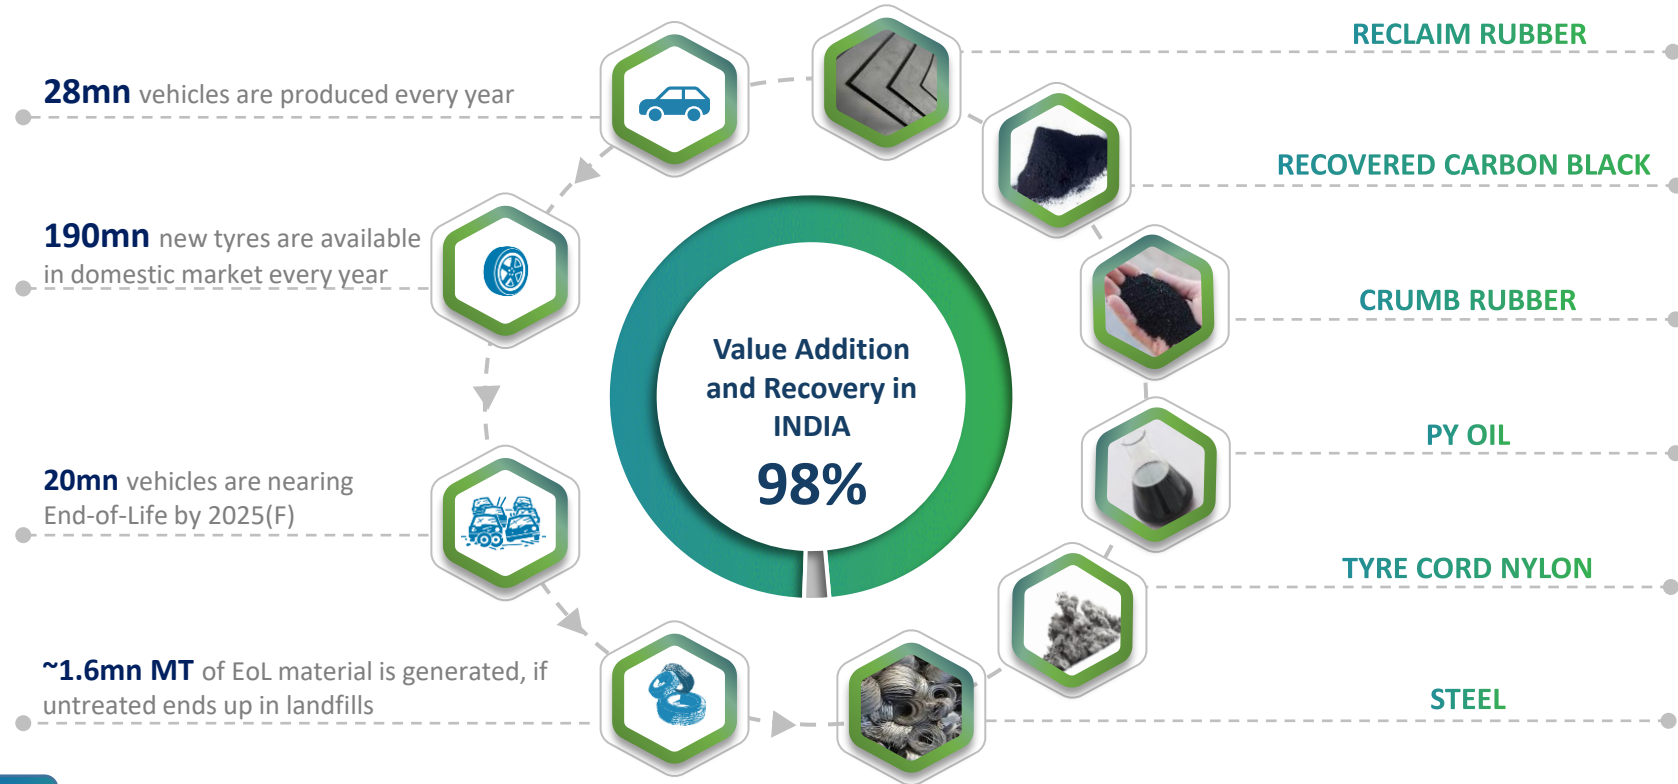 28mn vehicles are produced every year
190mn new tyres are available
in domestic market every year
20mn vehicles are nearing
End-of-Life by 2025(F)
~1.6mn MT of EoL material is generated, if
untreated ends up in landfills
Value Addition
and Recovery in
INDIA
98%
RECLAIM RUBBER
RECOVERED CARBON BLACK
CRUMB RUBBER
PY OIL
TYRE CORD NYLON
STEEL